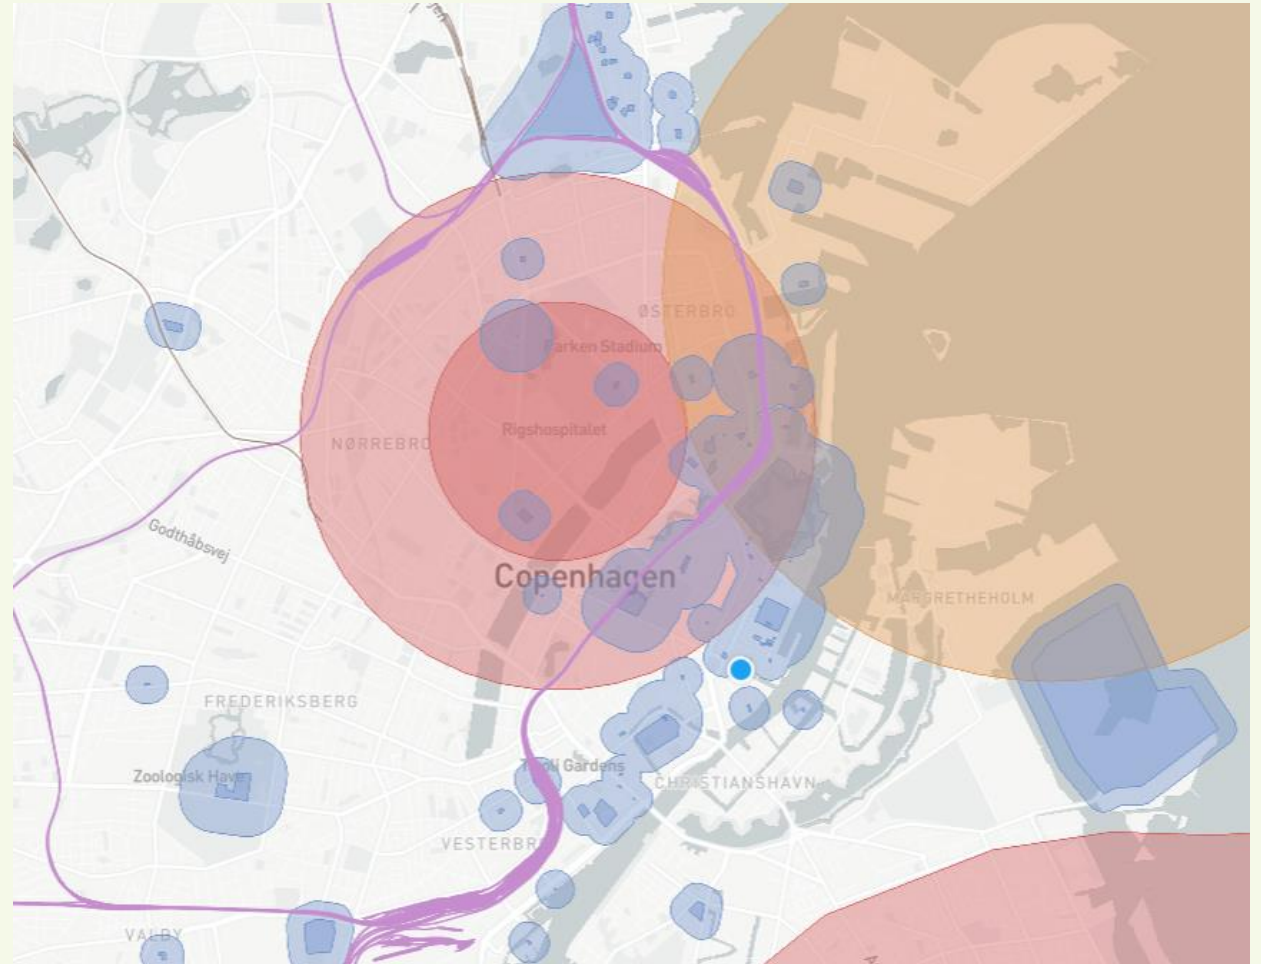 ØSTERBRO
Parken Stadium
Rigshospitalet
NØRREBRO
Godthåbsvej
Copenhagen
MARGRETHEHOLM
FREDERIKSBERG
Zoologisk Have
Tivoli Gardens
CHRISTIANSHAVN
VESTERBRO
VALBY